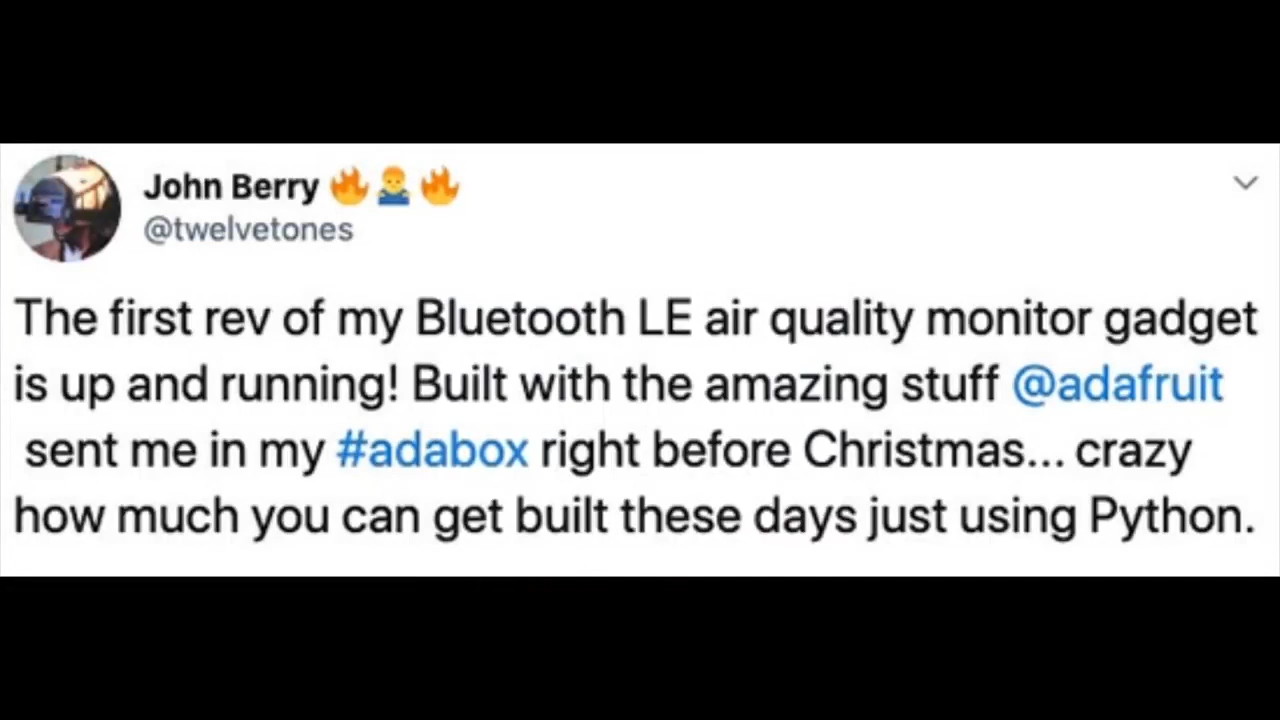 John Berry 🔥🙅‍♂️🔥
@twelvetones
The first rev of my Bluetooth LE air quality monitor gadget
is up and running! Built with the amazing stuff @adafruit
sent me in my #adabox right before Christmas... crazy
how much you can get built these days just using Python.